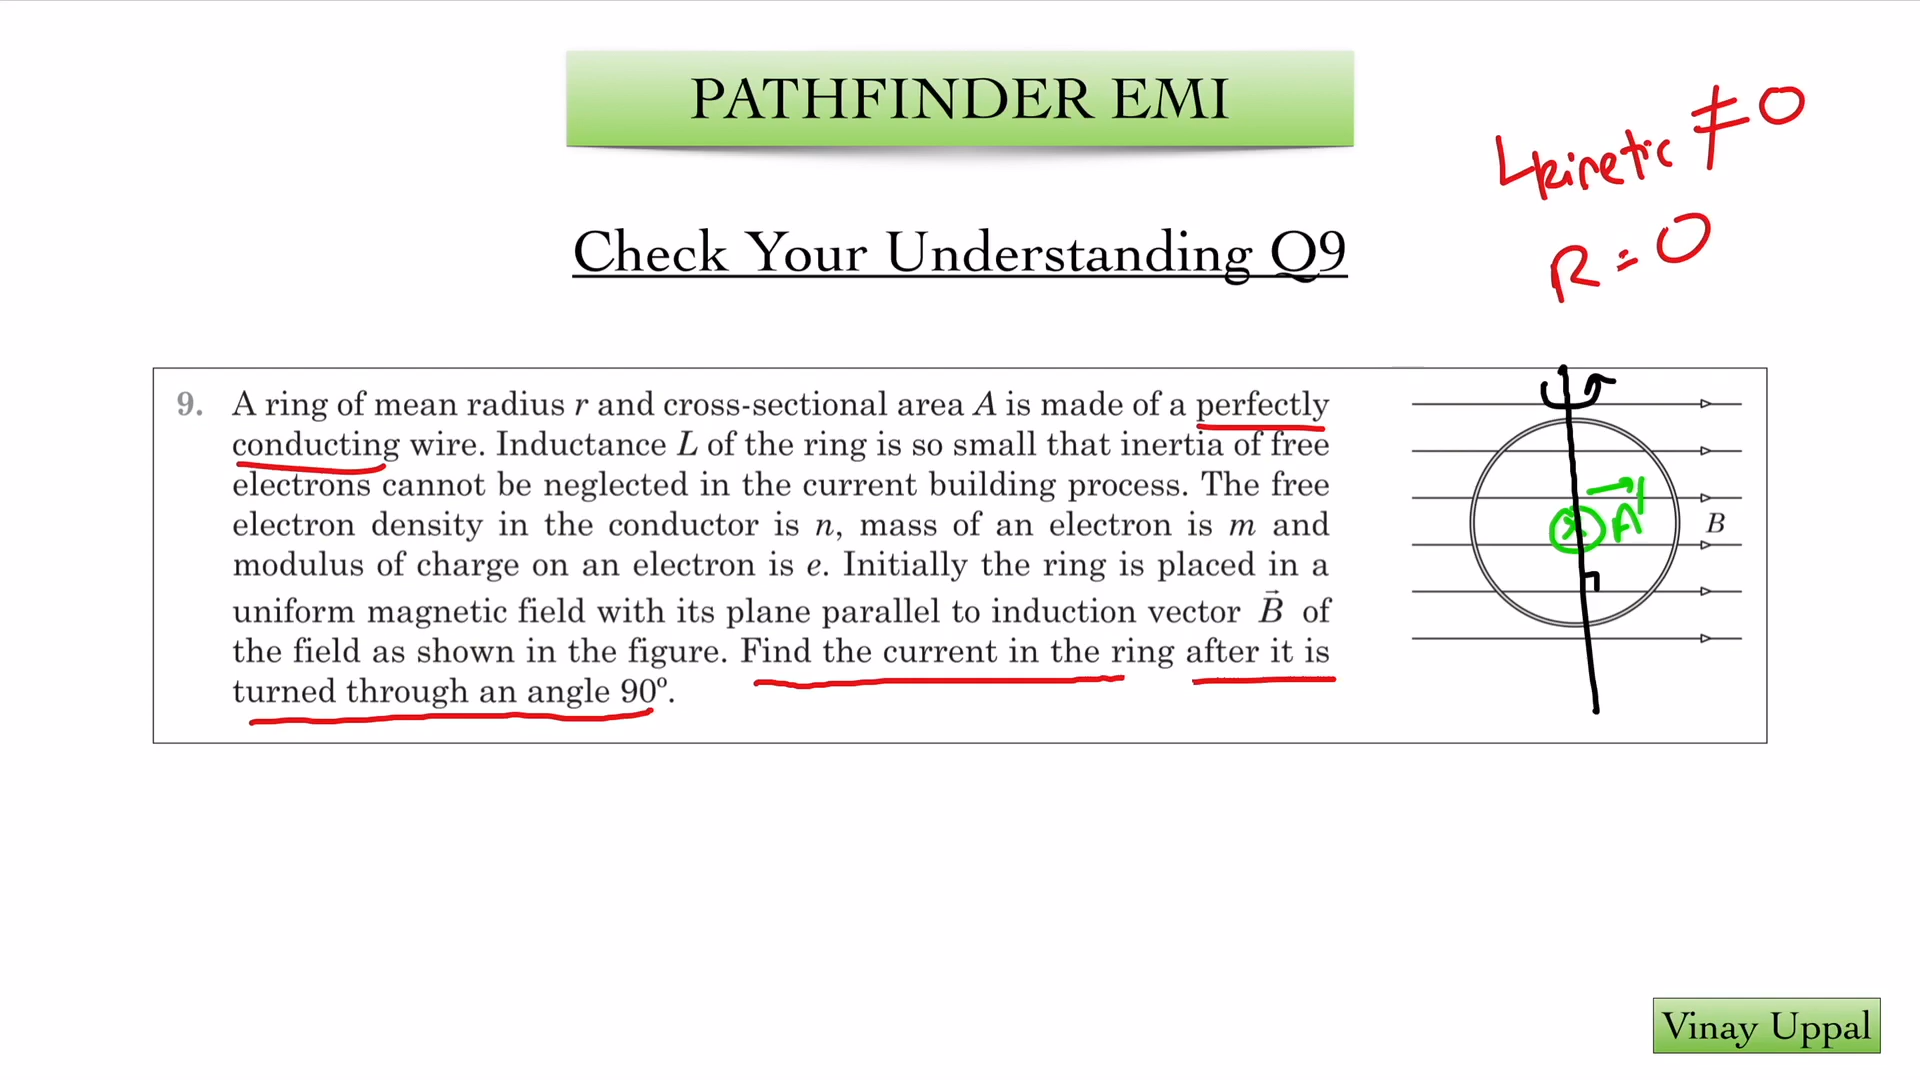 PATHFINDER EMI
Lkinetic ≠ 0
Check Your Understanding Q9
R = 0
9. A ring of mean radius r and cross-sectional area A is made of a perfectly
conducting wire. Inductance L of the ring is so small that inertia of free
electrons cannot be neglected in the current building process. The free
electron density in the conductor is n, mass of an electron is m and
modulus of charge on an electron is e. Initially the ring is placed in a
uniform magnetic field with its plane parallel to induction vector B⃗ of
the field as shown in the figure. Find the current in the ring after it is
turned through an angle 90º.
A
B
Vinay Uppal